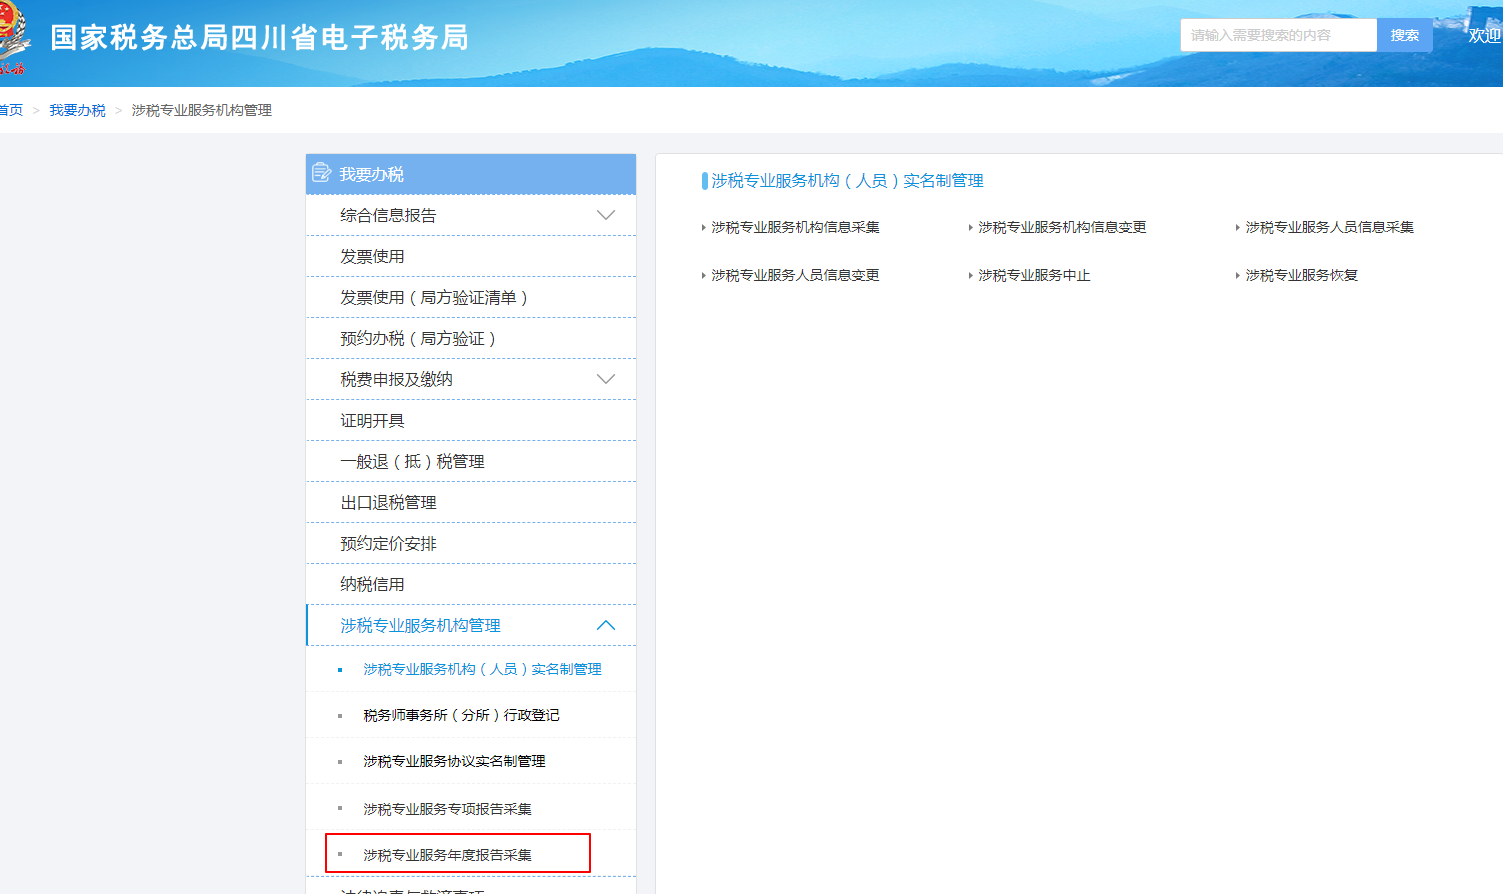 国家税务总局四川省电子税务局
请输入需要搜索的内容
搜索
欢迎
首页 > 我要办税 > 涉税专业服务机构管理
我要办税
综合信息报告
发票使用
发票使用（局方验证清单）
预约办税（局方验证）
税费申报及缴纳
证明开具
一般退（抵）税管理
出口退税管理
预约定价安排
纳税信用
涉税专业服务机构管理
涉税专业服务机构（人员）实名制管理
税务师事务所（分所）行政登记
涉税专业服务协议实名制管理
涉税专业服务专项报告采集
涉税专业服务年度报告采集
法律追责与救济事项
涉税专业服务机构（人员）实名制管理
涉税专业服务机构信息采集
涉税专业服务机构信息变更
涉税专业服务人员信息采集
涉税专业服务人员信息变更
涉税专业服务中止
涉税专业服务恢复